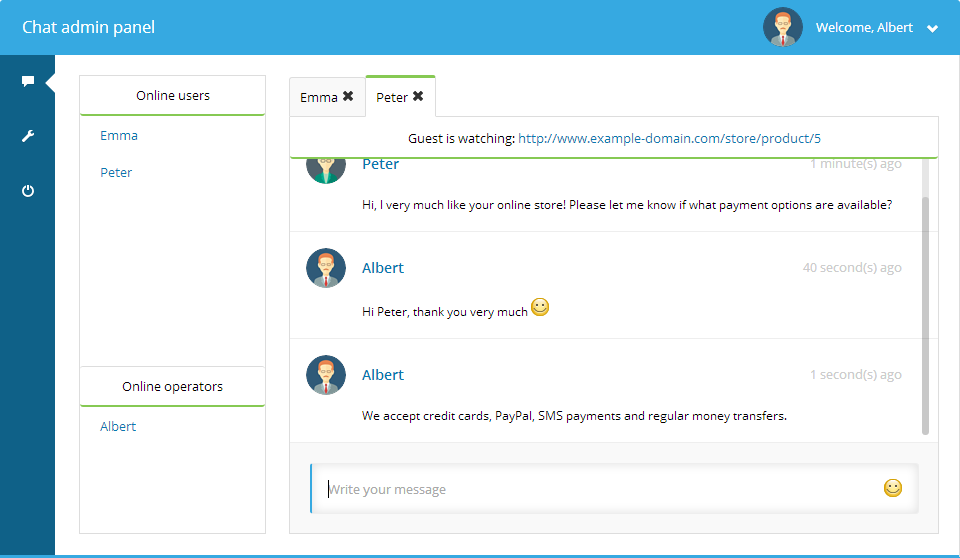 Chat admin panel
Welcome, Albert
Online users
Emma
Peter
Online operators
Albert
Emma ✖ Peter ✖
Guest is watching: http://www.example-domain.com/store/product/5
Peter 1 minute(s) ago
Hi, I very much like your online store! Please let me know if what payment options are available?
Albert 40 second(s) ago
Hi Peter, thank you very much
Albert 1 second(s) ago
We accept credit cards, PayPal, SMS payments and regular money transfers.
Write your message